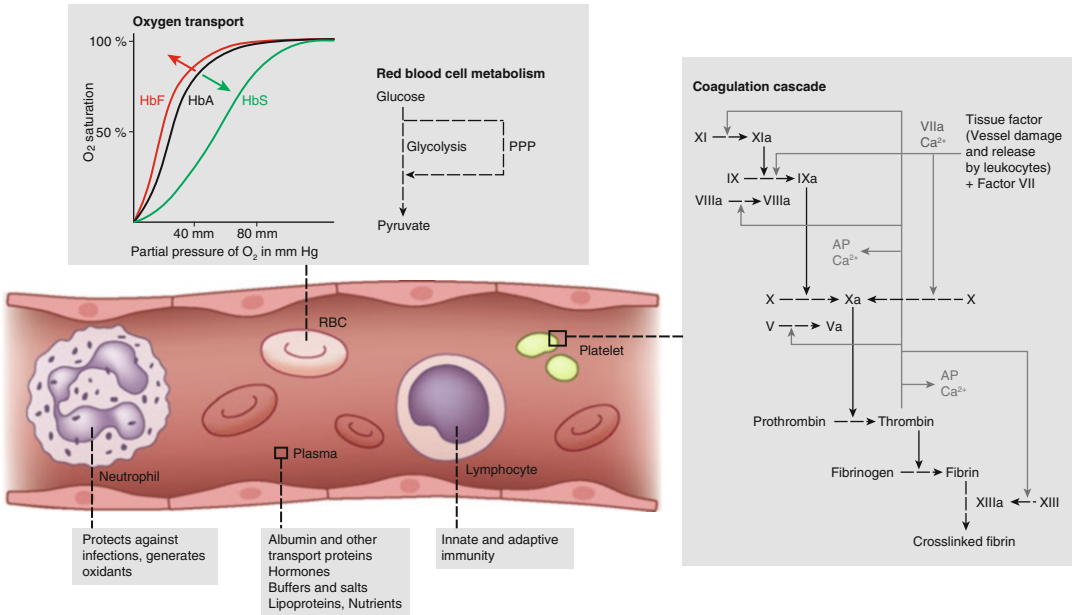 Oxygen transport
100 %
50 %
O₂ saturation
HbF
HbA
HbS
40 mm
80 mm
Partial pressure of O₂ in mm Hg
Red blood cell metabolism
Glucose
Glycolysis
PPP
Pyruvate
RBC
Platelet
Neutrophil
Plasma
Lymphocyte
Protects against
infections, generates
oxidants
Albumin and other
transport proteins
Hormones
Buffers and salts
Lipoproteins, Nutrients
Innate and adaptive
immunity
Coagulation cascade
XI
XIa
VIIa
Ca²⁺
Tissue factor
(Vessel damage
and release
by leukocytes)
+ Factor VII
IX
IXa
VIIIa
VIIIa
AP
Ca²⁺
X
Xa
X
V
Va
AP
Ca²⁺
Prothrombin
Thrombin
Fibrinogen
Fibrin
XIIIa
XIII
Crosslinked fibrin